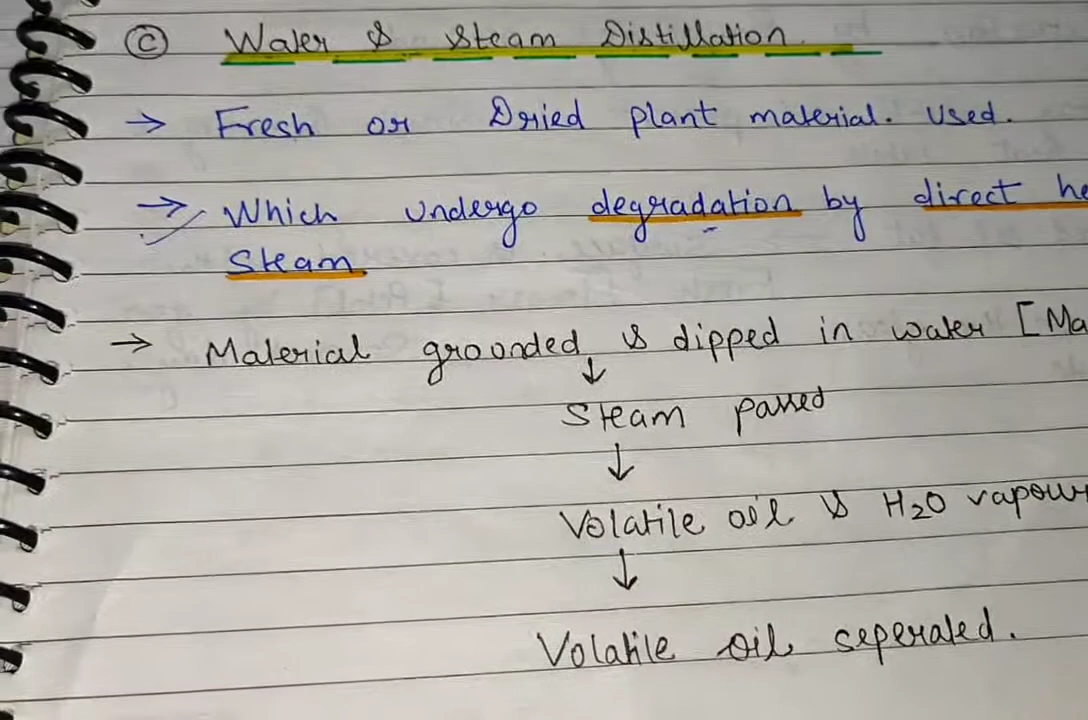 © Water & Steam Distillation
→ Fresh or Dried plant material. Used.
→ Which undergo degradation by direct he
Steam
→ Material grounded & dipped in water [Ma
↓
Steam passed
↓
Volatile oil & H₂O vapour
↓
Volatile oil seperated.